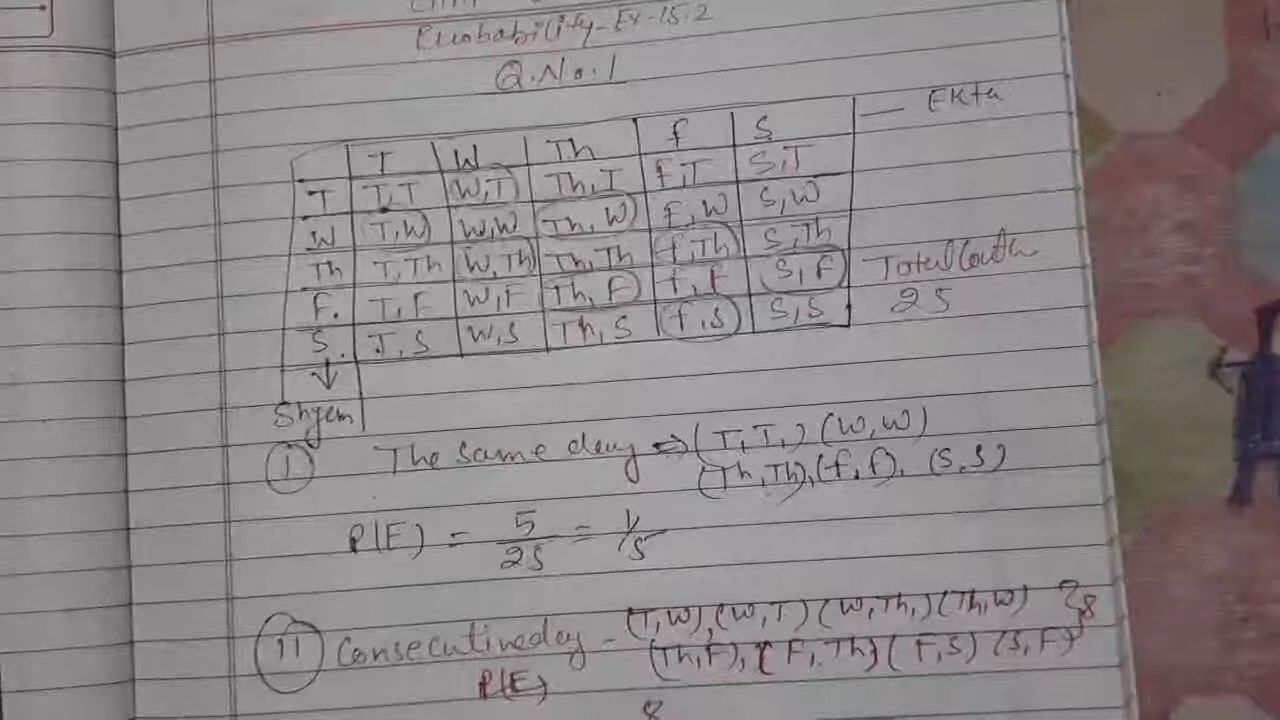 Probability-Ex-15.2
Q.No.1
T W Th F S — Ekta
T T,T (W,T) Th,T F,T S,T
W (T,W) W,W (Th,W) F,W S,W
Th T,Th (W,Th) Th,Th (F,Th) S,Th
F. T,F W,F (Th,F) F,F (S,F) Total
S. T,S W,S Th,S (F,S) S,S 25
↓
Shyem
(I) The same day ⇒ (T,T,) (W,W)
(Th,Th),(F,F), (S,S)
P(E) = 5/25 = 1/5
(II) Consecutive day - (T,W),(W,T)(W,Th,)(Th,W) } 8
(Th,F), (F,Th) (F,S) (S,F)
P(E)
8